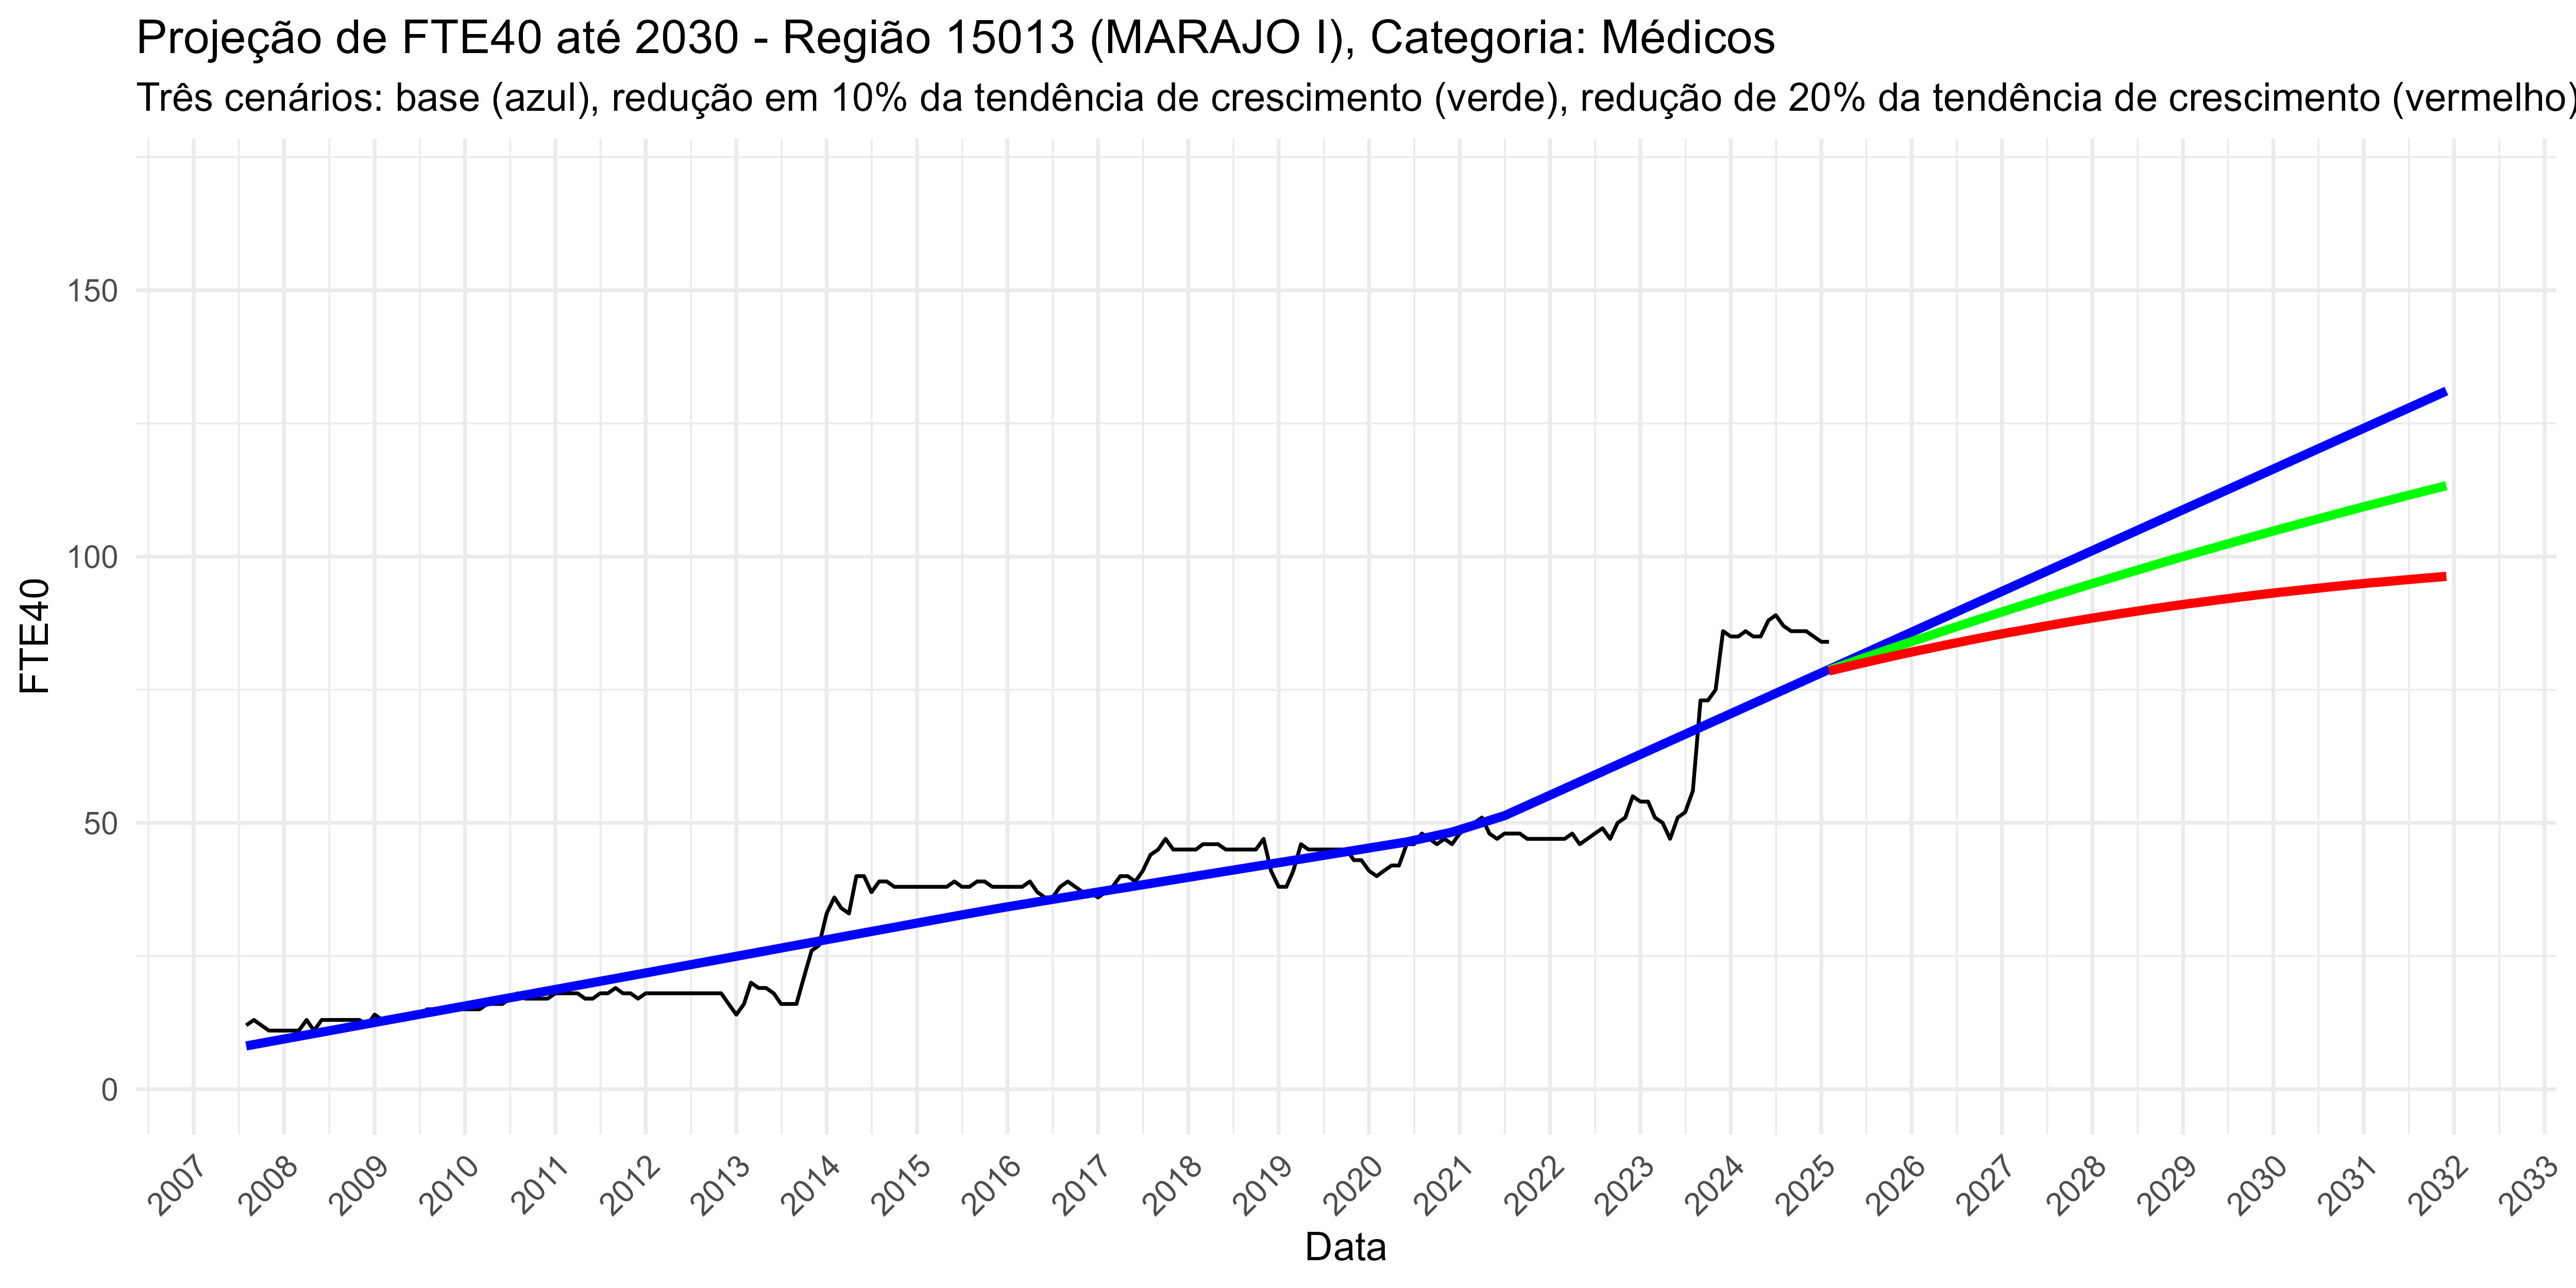 Projeção de FTE40 até 2030 - Região 15013 (MARAJO I), Categoria: Médicos
Três cenários: base (azul), redução em 10% da tendência de crescimento (verde), redução de 20% da tendência de crescimento (vermelho)
150
100
50
0
FTE40
2007 2008 2009 2010 2011 2012 2013 2014 2015 2016 2017 2018 2019 2020 2021 2022 2023 2024 2025 2026 2027 2028 2029 2030 2031 2032 2033
Data